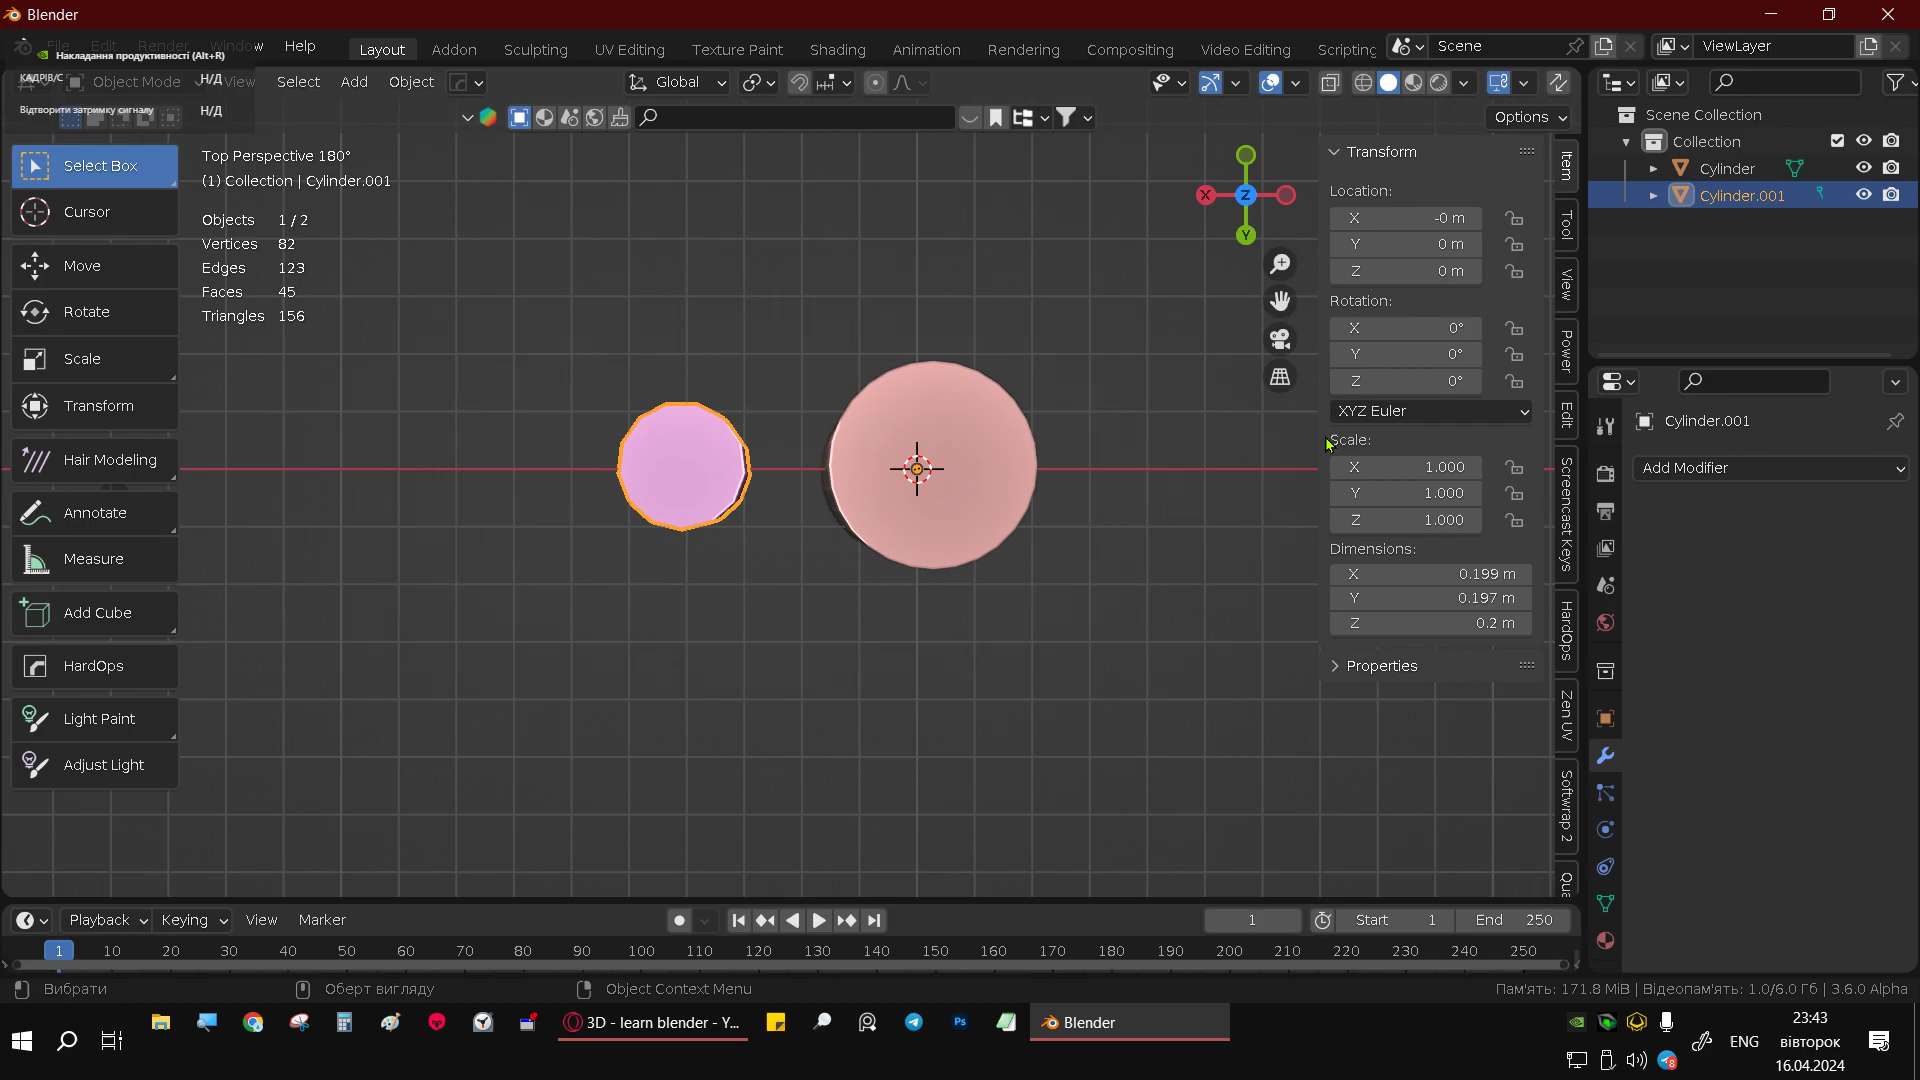 Blender
File Edit Render Window Help
Layout Addon Sculpting UV Editing Texture Paint Shading Animation Rendering Compositing Video Editing Scripting
Scene
ViewLayer
Накладання продуктивності (Alt+R)
КАДРІВ/С Н/Д
Відтворити затримку сигналу Н/Д
Object Mode View Select Add Object
Global
Options
Select Box
Cursor
Move
Rotate
Scale
Transform
Hair Modeling
Annotate
Measure
Add Cube
HardOps
Light Paint
Adjust Light
Top Perspective 180°
(1) Collection | Cylinder.001
Objects 1 / 2
Vertices 82
Edges 123
Faces 45
Triangles 156
X
Z
Y
Transform
Location:
X -0 m
Y 0 m
Z 0 m
Rotation:
X 0°
Y 0°
Z 0°
XYZ Euler
Scale:
X 1.000
Y 1.000
Z 1.000
Dimensions:
X 0.199 m
Y 0.197 m
Z 0.2 m
Properties
Item
Tool
View
Power
Edit
Screencast Keys
HardOps
Zen UV
Softwrap 2
Scene Collection
Collection
Cylinder
Cylinder.001
Cylinder.001
Add Modifier
Playback Keying View Marker
1 Start 1 End 250
1 10 20 30 40 50 60 70 80 90 100 110 120 130 140 150 160 170 180 190 200 210 220 230 240 250
Вибрати Оберт вигляду Object Context Menu
Пам'ять: 171.8 MiB | Відеопам'ять: 1.0/6.0 Гб | 3.6.0 Alpha
3D - learn blender - Y...
Ps
Blender
ENG
23:43
вівторок
16.04.2024
8